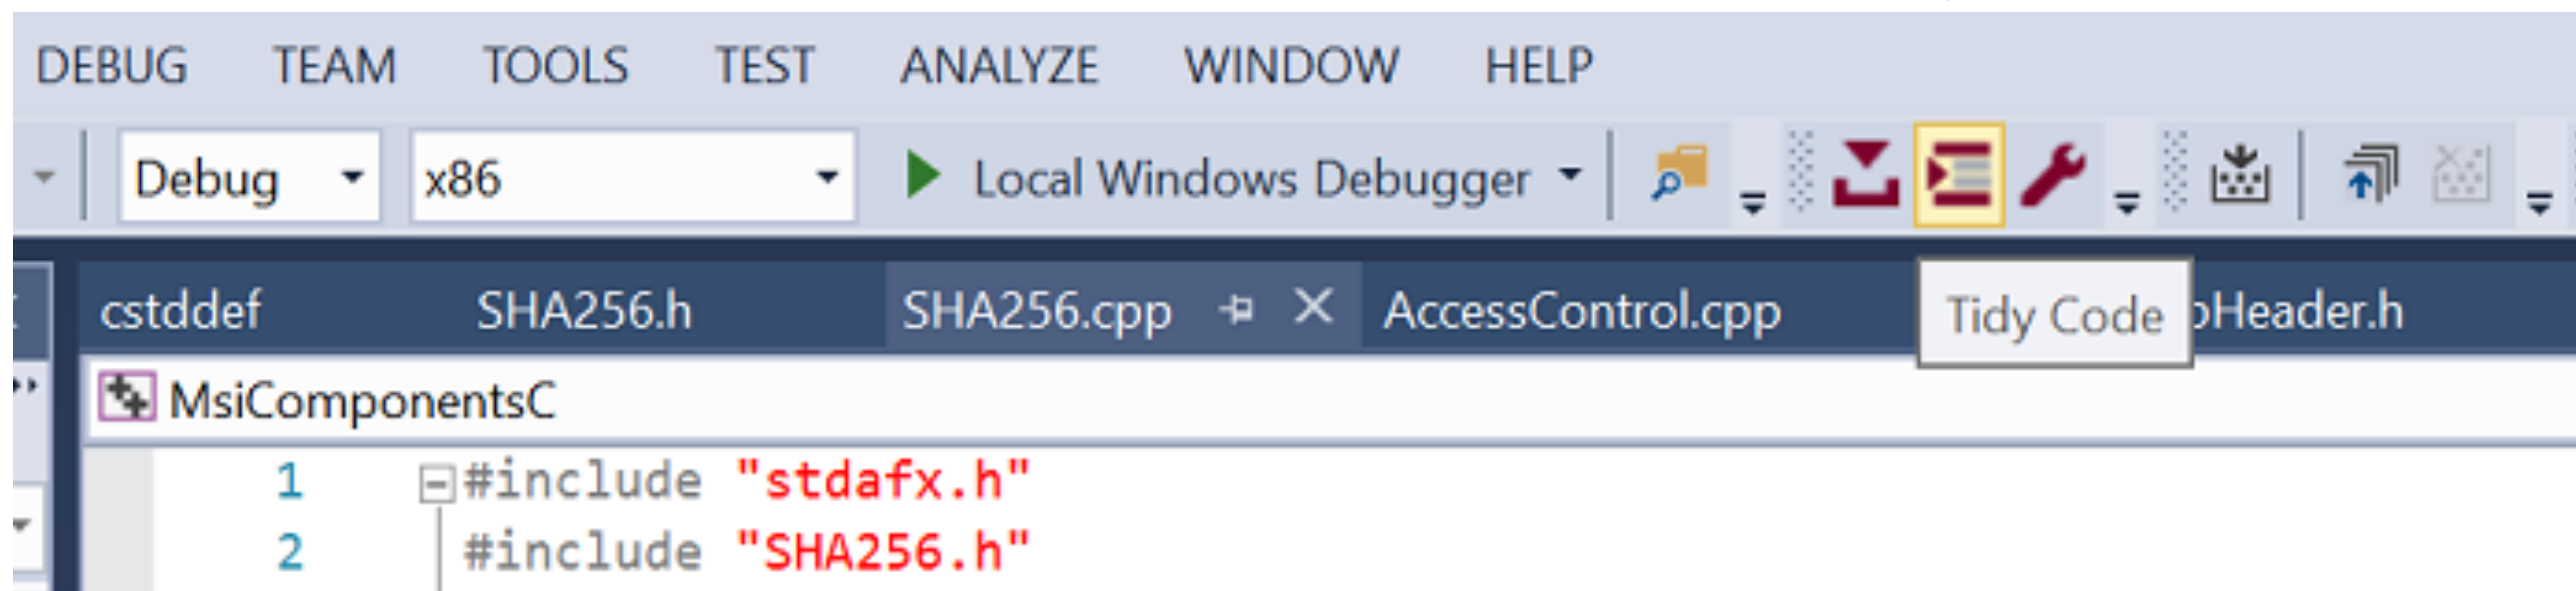 DEBUG TEAM TOOLS TEST ANALYZE WINDOW HELP
Debug x86 Local Windows Debugger
cstddef SHA256.h SHA256.cpp AccessControl.cpp Tidy Code
MsiComponentsC
1 #include "stdafx.h"
2 #include "SHA256.h"